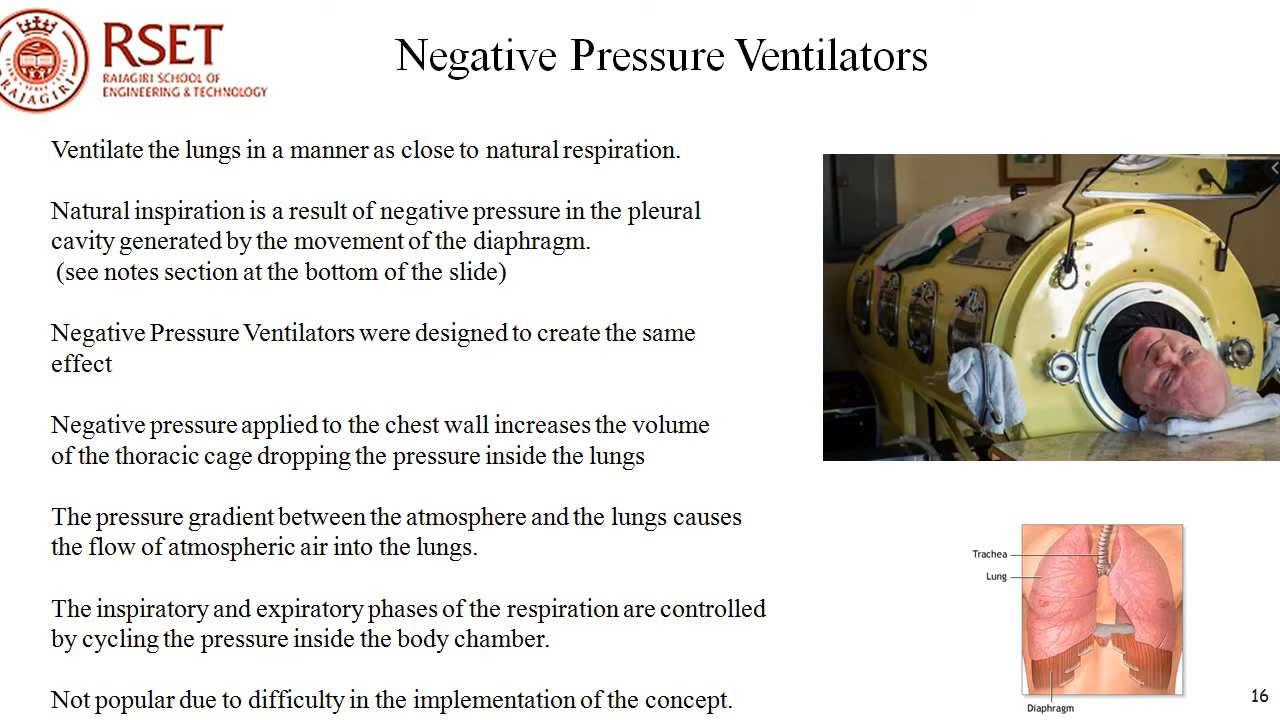 RSET
RAJAGIRI SCHOOL OF
ENGINEERING & TECHNOLOGY
RAJAGIRI
Negative Pressure Ventilators
Ventilate the lungs in a manner as close to natural respiration.
Natural inspiration is a result of negative pressure in the pleural
cavity generated by the movement of the diaphragm.
(see notes section at the bottom of the slide)
Negative Pressure Ventilators were designed to create the same
effect
Negative pressure applied to the chest wall increases the volume
of the thoracic cage dropping the pressure inside the lungs
The pressure gradient between the atmosphere and the lungs causes
the flow of atmospheric air into the lungs.
The inspiratory and expiratory phases of the respiration are controlled
by cycling the pressure inside the body chamber.
Not popular due to difficulty in the implementation of the concept.
Trachea
Lung
Diaphragm
16